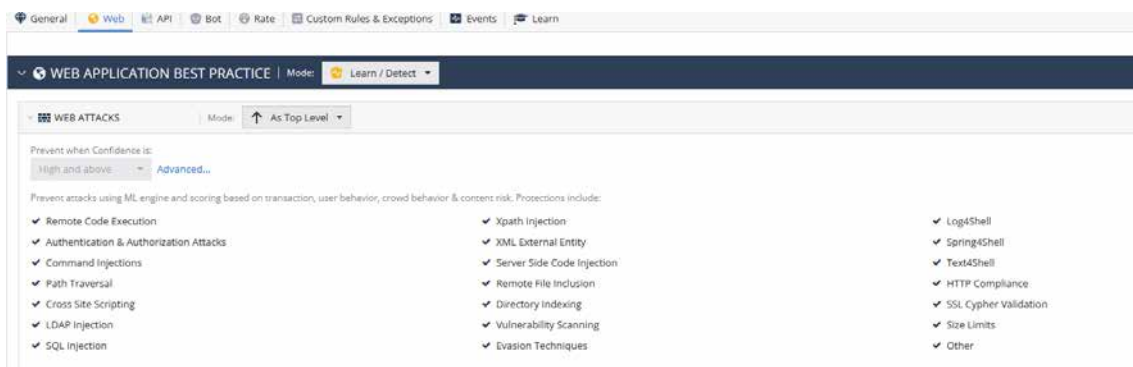 General Web API Bot Rate Custom Rules & Exceptions Events Learn
WEB APPLICATION BEST PRACTICE | Mode: Learn / Detect
WEB ATTACKS Mode: As Top Level
Prevent when Confidence is:
High and above Advanced...
Prevent attacks using ML engine and scoring based on transaction, user behavior, crowd behavior & content risk. Protections include:
Remote Code Execution
Authentication & Authorization Attacks
Command Injections
Path Traversal
Cross Site Scripting
LDAP Injection
SQL Injection
Xpath Injection
XML External Entity
Server Side Code Injection
Remote File Inclusion
Directory Indexing
Vulnerability Scanning
Evasion Techniques
Log4Shell
Spring4Shell
Text4Shell
HTTP Compliance
SSL Cypher Validation
Size Limits
Other